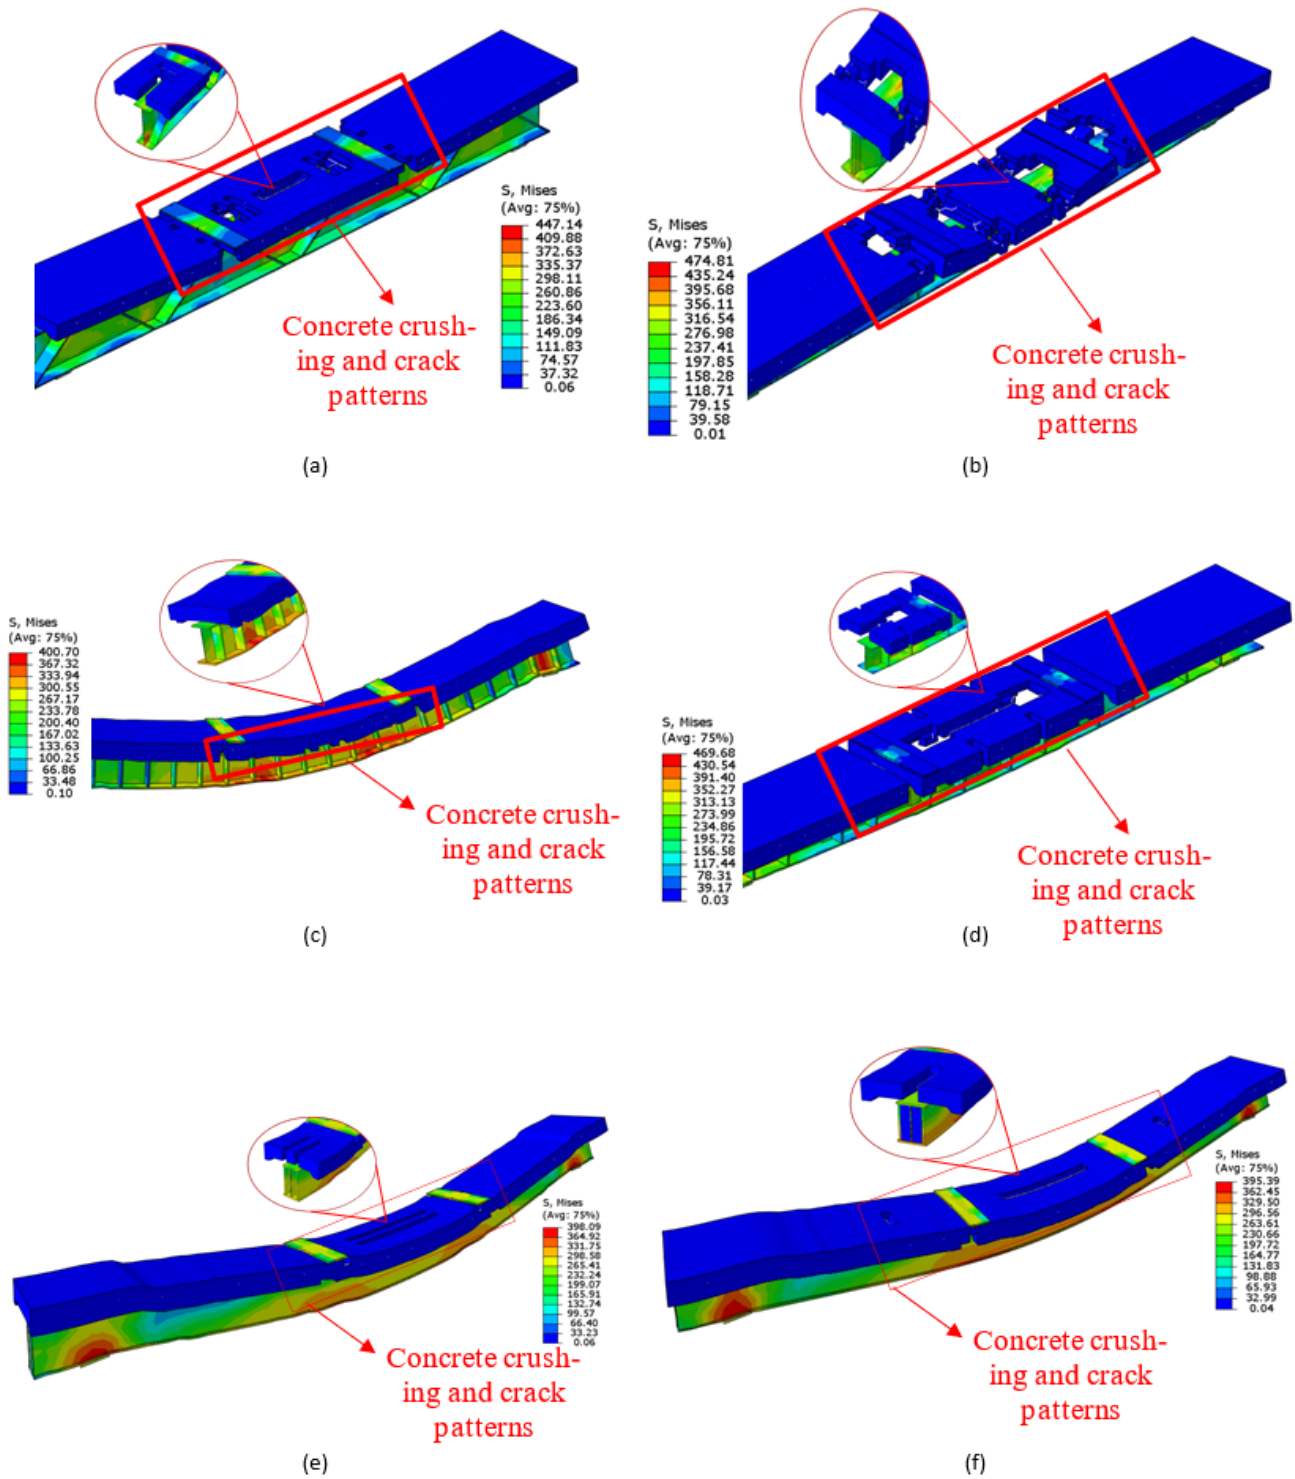 S, Mises
(Avg: 75%)
447.14
409.88
372.63
335.37
298.11
260.86
223.60
186.34
149.09
111.83
74.57
37.32
0.06
Concrete crush-
ing and crack
patterns
(a)
S, Mises
(Avg: 75%)
474.81
435.24
395.68
356.11
316.54
276.98
237.41
197.85
158.28
118.71
79.15
39.58
0.01
Concrete crush-
ing and crack
patterns
(b)
S, Mises
(Avg: 75%)
400.70
367.32
333.94
300.55
267.17
233.78
200.40
167.02
133.63
100.25
66.86
33.48
0.10
Concrete crush-
ing and crack
patterns
(c)
S, Mises
(Avg: 75%)
469.68
430.54
391.40
352.27
313.13
273.99
234.86
195.72
156.58
117.44
78.31
39.17
0.03
Concrete crush-
ing and crack
patterns
(d)
S, Mises
(Avg: 75%)
398.09
364.92
331.75
298.58
265.41
232.24
199.07
165.91
132.74
99.57
66.40
33.23
0.06
Concrete crush-
ing and crack
patterns
(e)
S, Mises
(Avg: 75%)
395.39
362.45
329.50
296.56
263.61
230.66
197.72
164.77
131.83
98.88
65.93
32.99
0.04
Concrete crush-
ing and crack
patterns
(f)